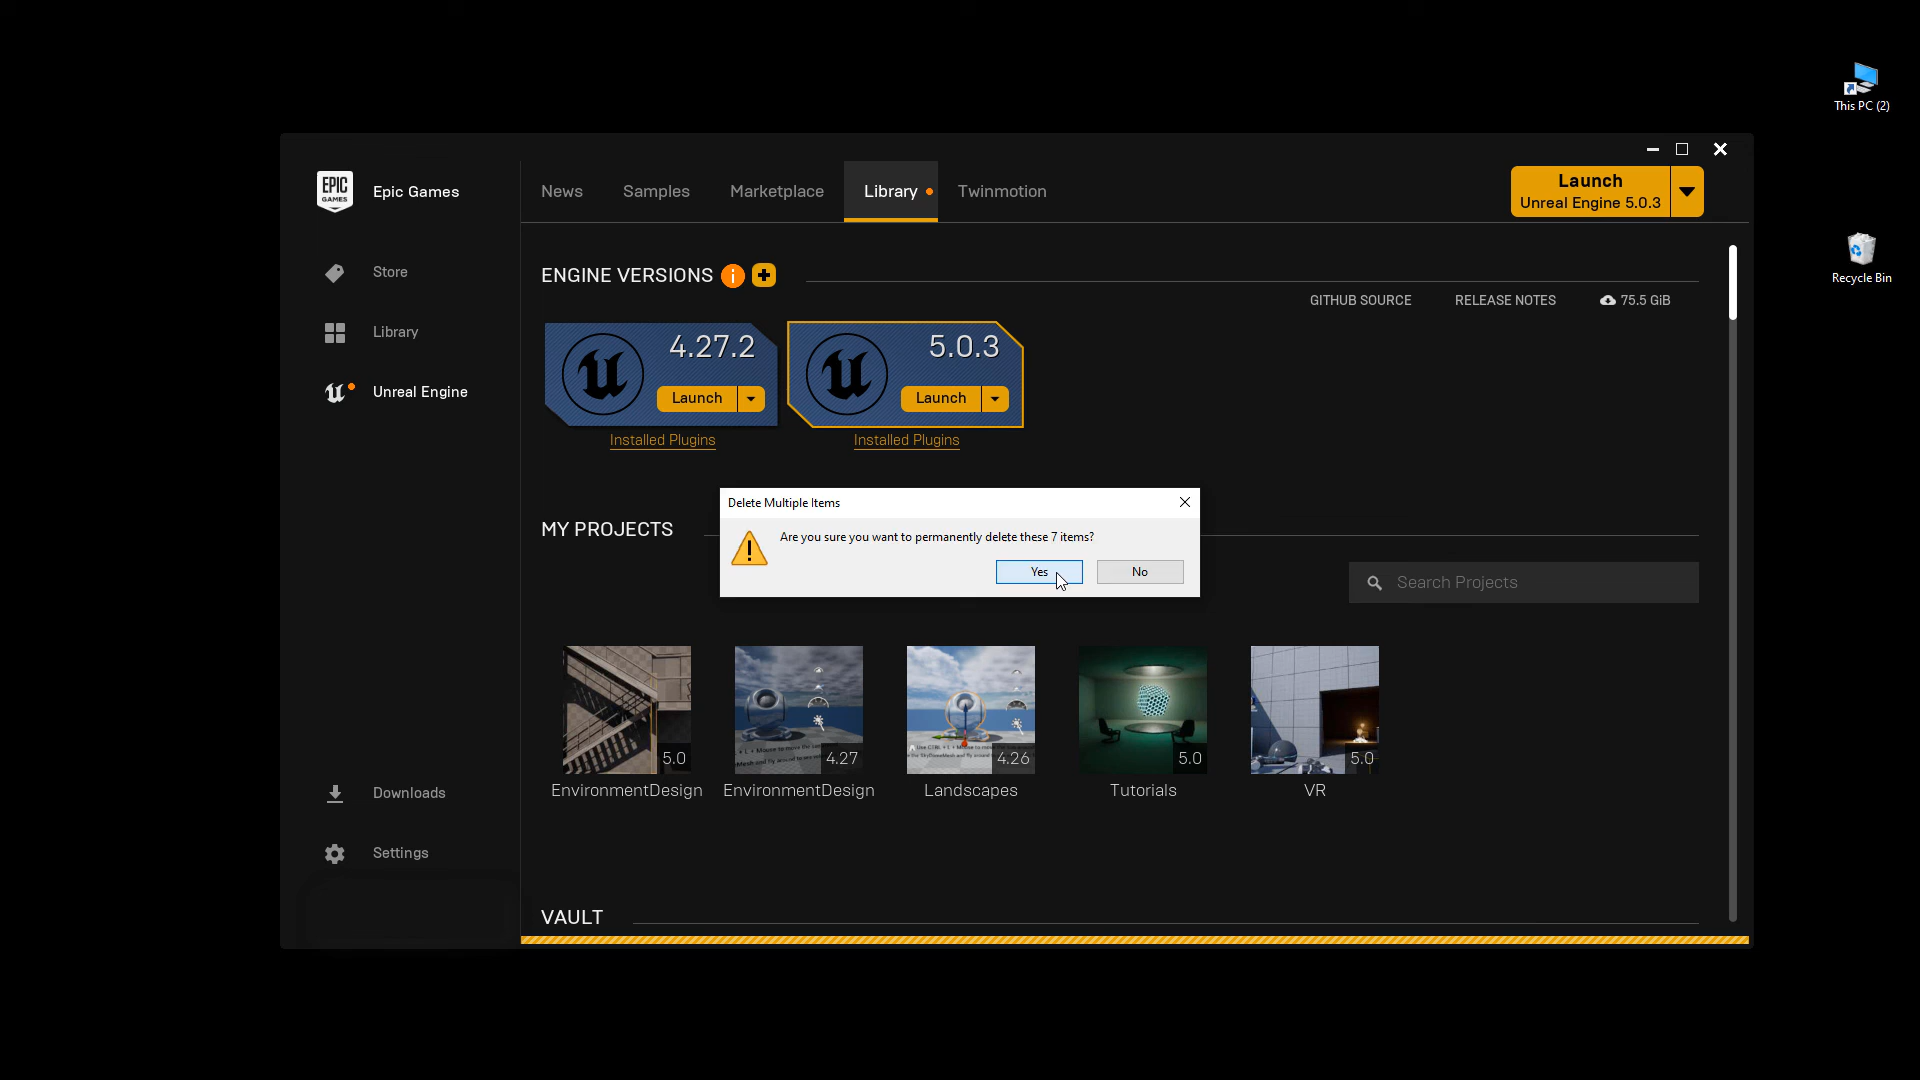 This PC (2)
Recycle Bin
EPIC GAMES
Epic Games
News
Samples
Marketplace
Library
Twinmotion
Launch
Unreal Engine 5.0.3
Store
Library
Unreal Engine
Downloads
Settings
ENGINE VERSIONS
GITHUB SOURCE
RELEASE NOTES
75.5 GiB
4.27.2
Launch
Installed Plugins
5.0.3
Launch
Installed Plugins
Delete Multiple Items
Are you sure you want to permanently delete these 7 items?
Yes
No
MY PROJECTS
Search Projects
5.0
4.27
4.26
5.0
5.0
EnvironmentDesign
EnvironmentDesign
Landscapes
Tutorials
VR
VAULT